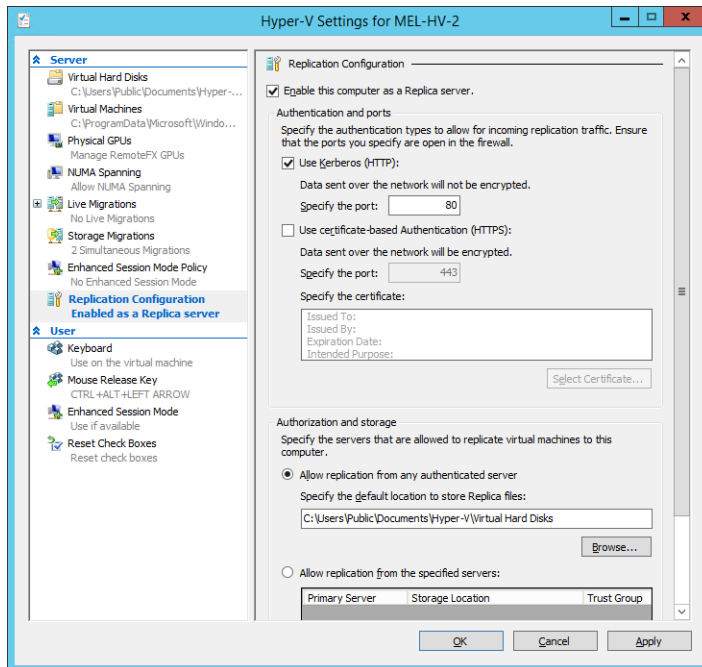 Hyper-V Settings for MEL-HV-2
Server
Virtual Hard Disks
C:\Users\Public\Documents\Hyper-...
Virtual Machines
C:\ProgramData\Microsoft\Windo...
Physical GPUs
Manage RemoteFX GPUs
NUMA Spanning
Allow NUMA Spanning
Live Migrations
No Live Migrations
Storage Migrations
2 Simultaneous Migrations
Enhanced Session Mode Policy
No Enhanced Session Mode
Replication Configuration
Enabled as a Replica server
User
Keyboard
Use on the virtual machine
Mouse Release Key
CTRL+ALT+LEFT ARROW
Enhanced Session Mode
Use if available
Reset Check Boxes
Reset check boxes
Replication Configuration
Enable this computer as a Replica server.
Authentication and ports
Specify the authentication types to allow for incoming replication traffic. Ensure
that the ports you specify are open in the firewall.
Use Kerberos (HTTP):
Data sent over the network will not be encrypted.
Specify the port: 80
Use certificate-based Authentication (HTTPS):
Data sent over the network will be encrypted.
Specify the port: 443
Specify the certificate:
Issued To:
Issued By:
Expiration Date:
Intended Purpose:
Select Certificate...
Authorization and storage
Specify the servers that are allowed to replicate virtual machines to this
computer.
Allow replication from any authenticated server
Specify the default location to store Replica files:
C:\Users\Public\Documents\Hyper-V\Virtual Hard Disks
Browse...
Allow replication from the specified servers:
Primary Server Storage Location Trust Group
OK Cancel Apply